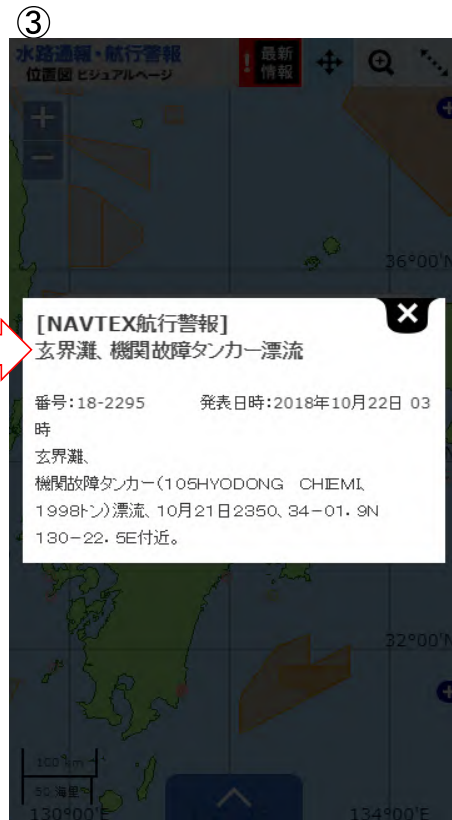 ③
水路通報・航行警報
位置図 ビジュアルページ
! 最新
情報
+
−
36°00'N
[NAVTEX航行警報]
玄界灘、機関故障タンカー漂流
番号:18-2295 発表日時:2018年10月22日 03
時
玄界灘、
機関故障タンカー(105HYODONG CHIEMI、
1998トン)漂流、10月21日2350、34-01.9N
130-22.5E付近。
32°00'N
100 km
50 海里
130°00'E 134°00'E